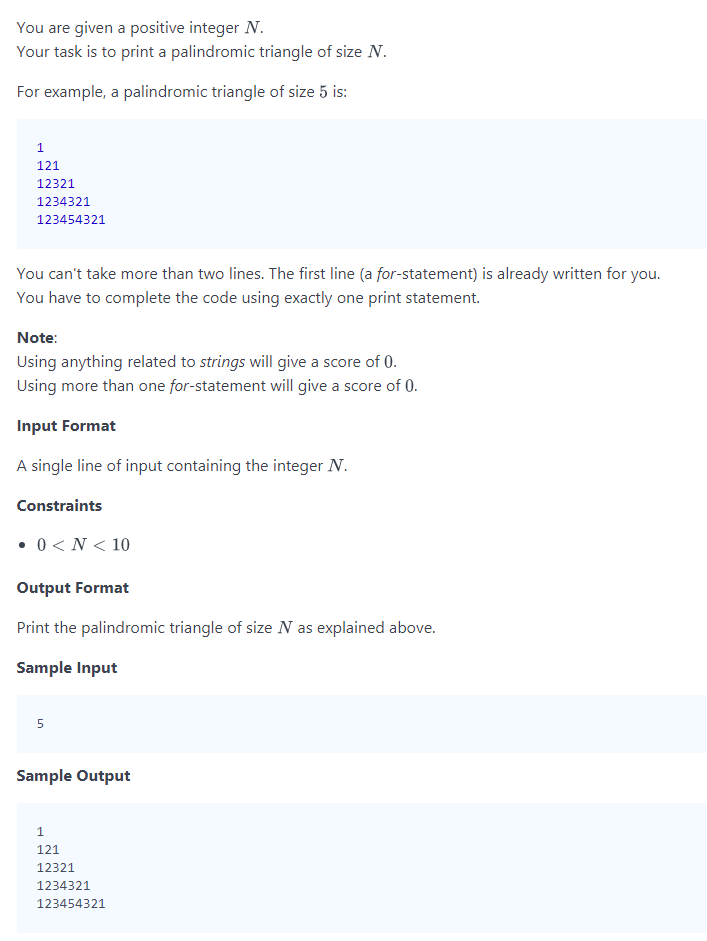 You are given a positive integer N.
Your task is to print a palindromic triangle of size N.
For example, a palindromic triangle of size 5 is:
1
121
12321
1234321
123454321
You can't take more than two lines. The first line (a for-statement) is already written for you.
You have to complete the code using exactly one print statement.
Note:
Using anything related to strings will give a score of 0.
Using more than one for-statement will give a score of 0.
Input Format
A single line of input containing the integer N.
Constraints
• 0 < N < 10
Output Format
Print the palindromic triangle of size N as explained above.
Sample Input
5
Sample Output
1
121
12321
1234321
123454321